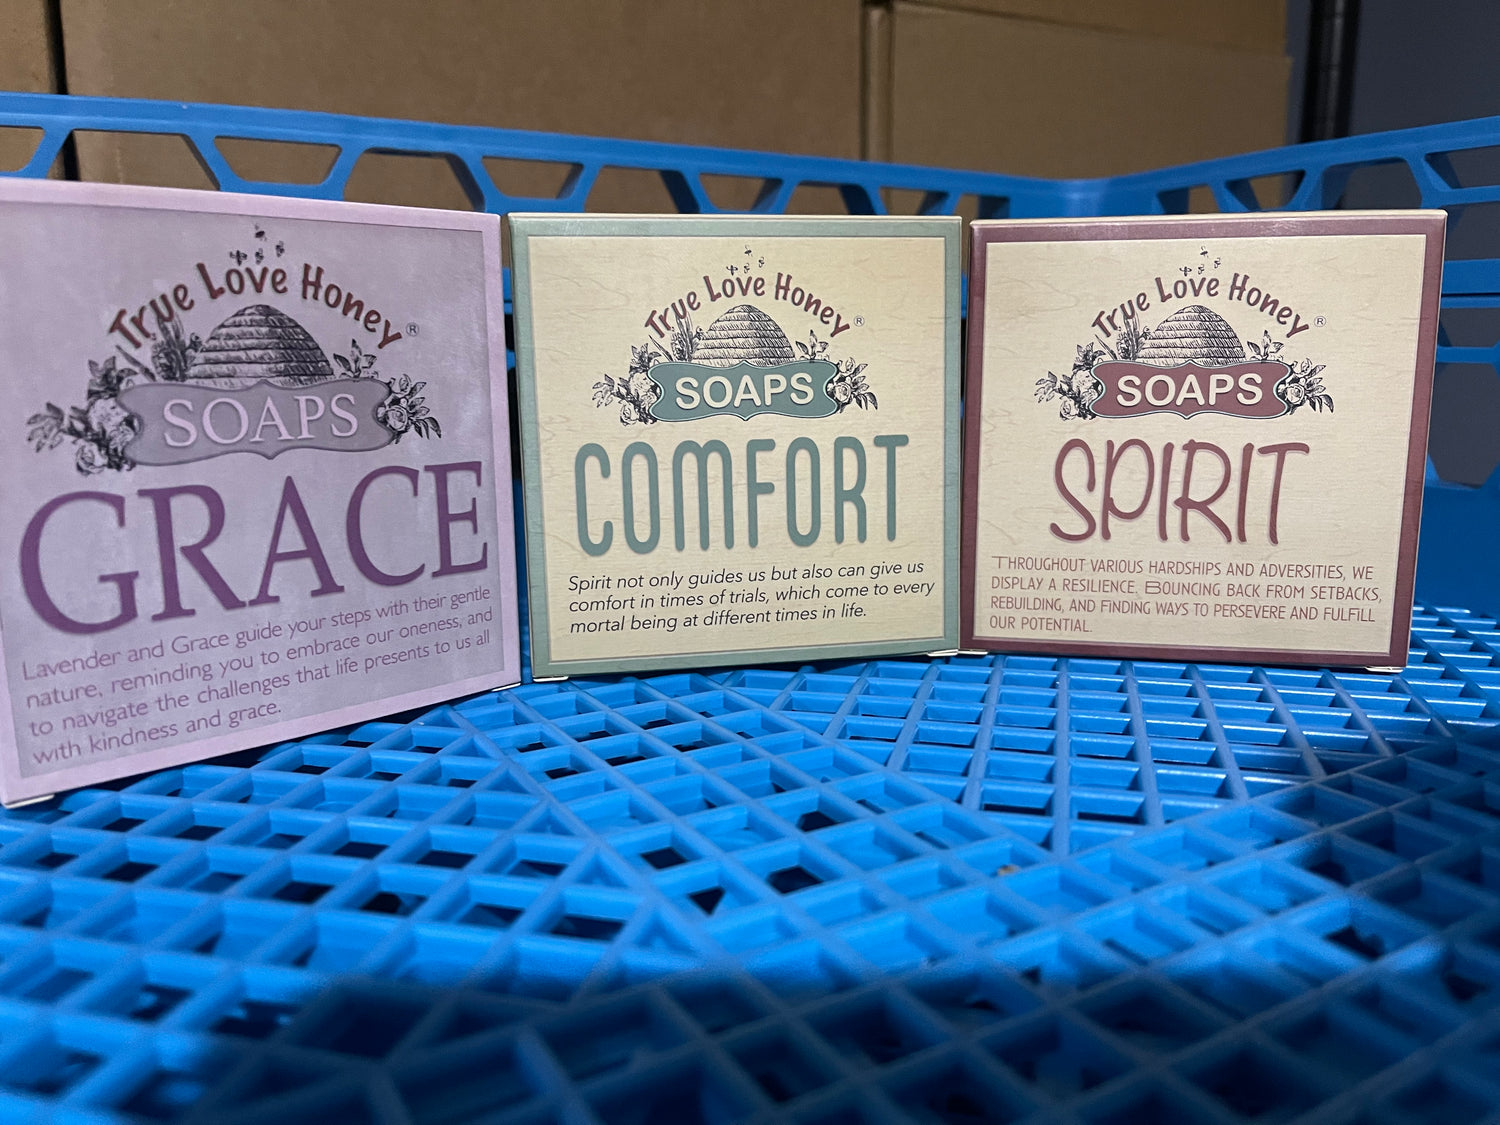 True Love Honey®
SOAPS
GRACE
Lavender and Grace guide your steps with their gentle
nature, reminding you to embrace our oneness, and
to navigate the challenges that life presents to us all
with kindness and grace.
True Love Honey®
SOAPS
COMFORT
Spirit not only guides us but also can give us
comfort in times of trials, which come to every
mortal being at different times in life.
True Love Honey®
SOAPS
SPIRIT
THROUGHOUT VARIOUS HARDSHIPS AND ADVERSITIES, WE
DISPLAY A RESILIENCE. BOUNCING BACK FROM SETBACKS,
REBUILDING, AND FINDING WAYS TO PERSEVERE AND FULFILL
OUR POTENTIAL.